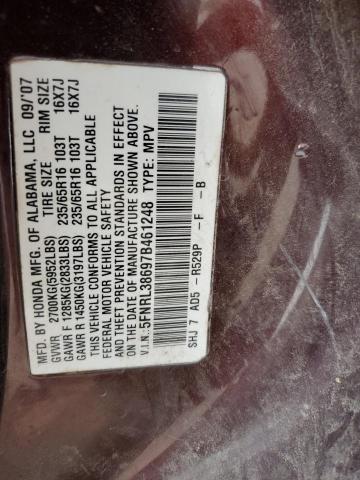 MFD. BY HONDA MFG. OF ALABAMA, LLC 09/'07
GVWR 2700KG(5952LBS) TIRE SIZE RIM SIZE
GAWR F 1285KG(2833LBS) 235/65R16 103T 16X7J
GAWR R 1450KG(3197LBS) 235/65R16 103T 16X7J
THIS VEHICLE CONFORMS TO ALL APPLICABLE
FEDERAL MOTOR VEHICLE SAFETY AND
THEFT PREVENTION STANDARDS IN EFFECT
ON THE DATE OF MANUFACTURE SHOWN ABOVE.
V.I.N.:5FNRL38697B461248 TYPE: MPV
SHJ 7 AD5 - R529P - F - B